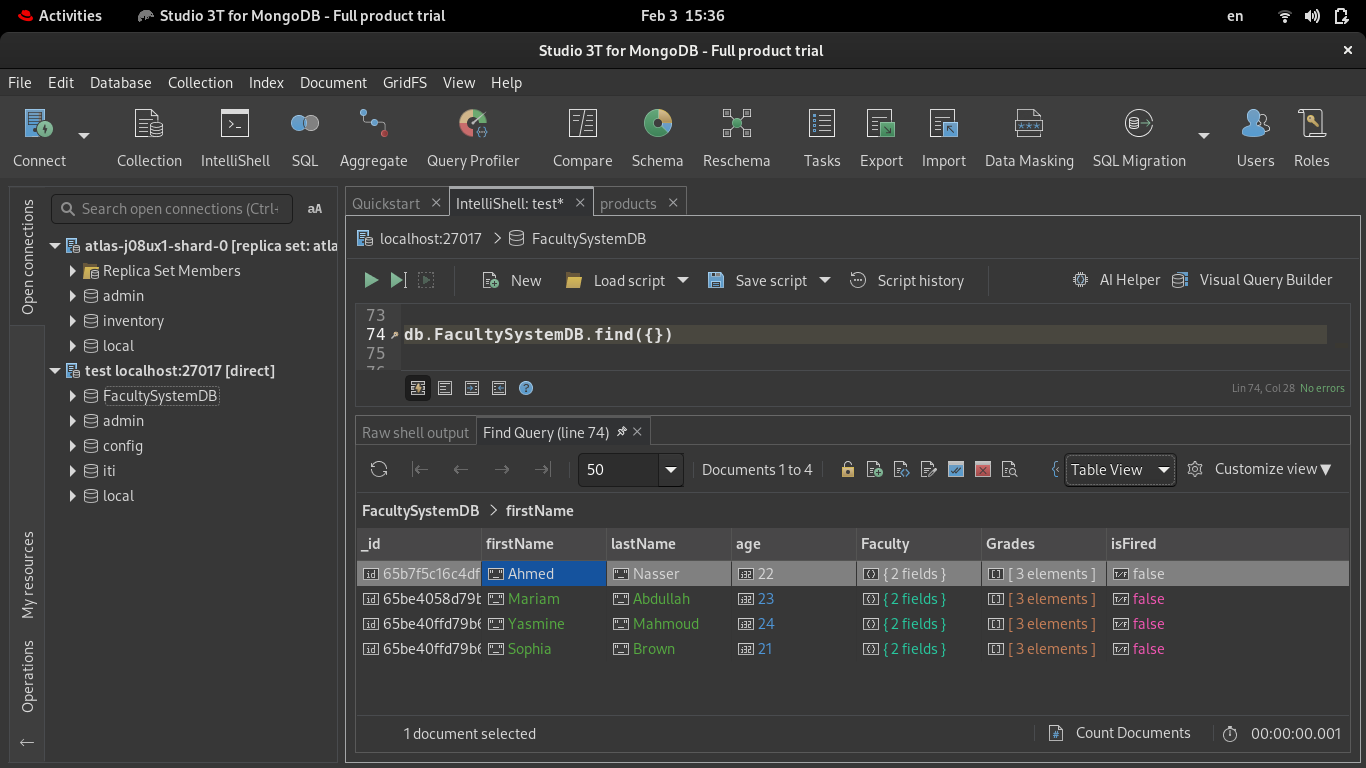 Activities Studio 3T for MongoDB - Full product trial Feb 3 15:36 en
Studio 3T for MongoDB - Full product trial
File Edit Database Collection Index Document GridFS View Help
Connect Collection IntelliShell SQL Aggregate Query Profiler Compare Schema Reschema Tasks Export Import Data Masking SQL Migration Users Roles
Open connections
My resources
Operations
Search open connections (Ctrl- aA
atlas-j08ux1-shard-0 [replica set: atla
Replica Set Members
admin
inventory
local
test localhost:27017 [direct]
FacultySystemDB
admin
config
iti
local
Quickstart IntelliShell: test* products
localhost:27017 FacultySystemDB
New Load script Save script Script history AI Helper Visual Query Builder
73
74 db.FacultySystemDB.find({})
75
76
Lin 74, Col 28 No errors
Raw shell output Find Query (line 74)
50 Documents 1 to 4 Table View Customize view
FacultySystemDB > firstName
_id firstName lastName age Faculty Grades isFired
65b7f5c16c4df Ahmed Nasser 22 { 2 fields } [ 3 elements ] false
65be4058d79b Mariam Abdullah 23 { 2 fields } [ 3 elements ] false
65be40ffd79b6 Yasmine Mahmoud 24 { 2 fields } [ 3 elements ] false
65be40ffd79b6 Sophia Brown 21 { 2 fields } [ 3 elements ] false
1 document selected Count Documents 00:00:00.001